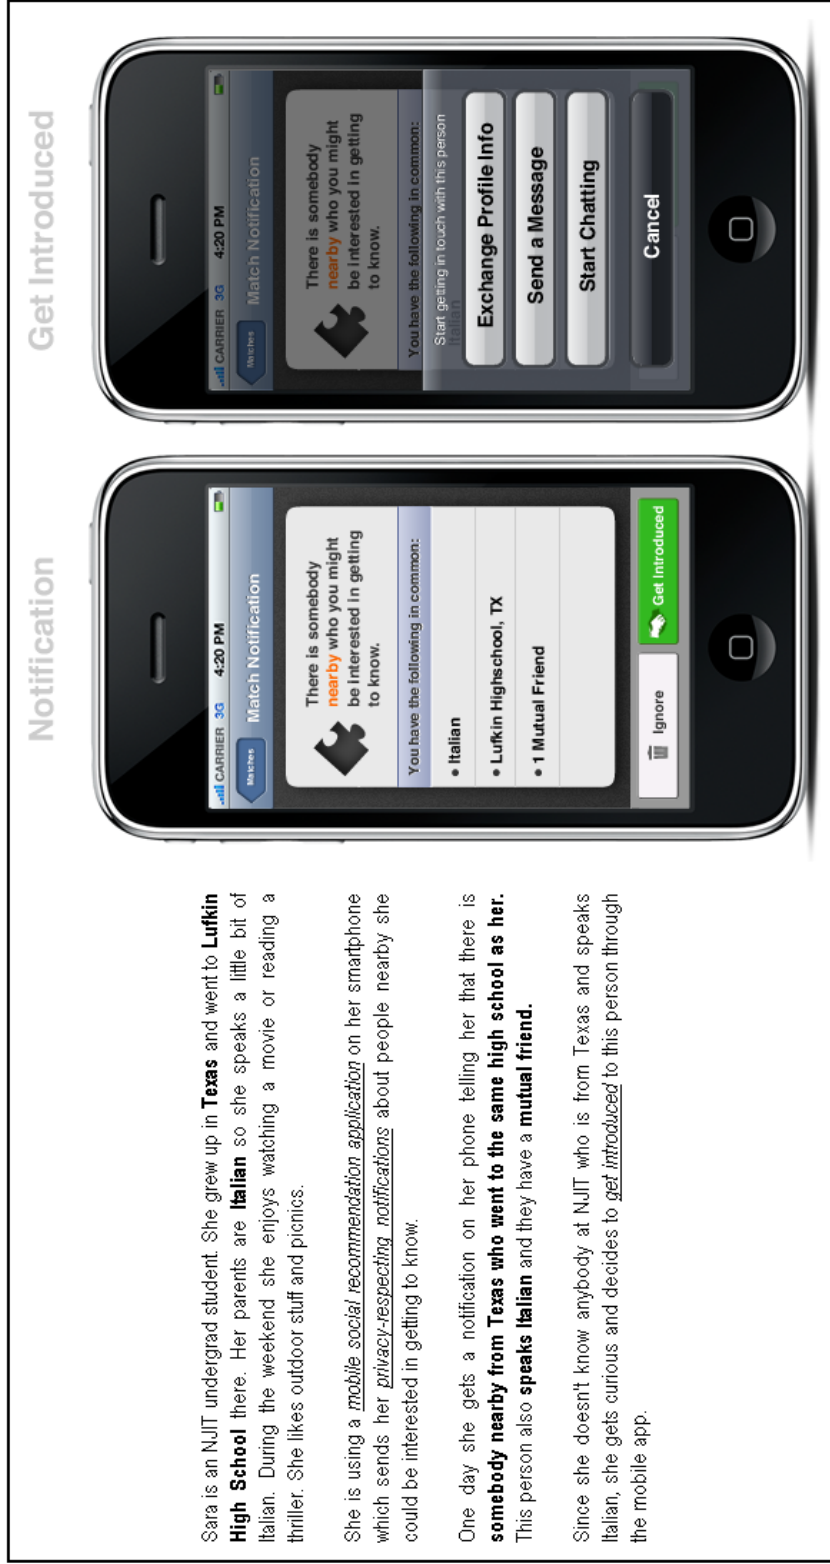 Sara is an NJIT undergrad student. She grew up in Texas and went to Lufkin
High School there. Her parents are Italian so she speaks a little bit of
Italian. During the weekend she enjoys watching a movie or reading a
thriller. She likes outdoor stuff and picnics.
She is using a mobile social recommendation application on her smartphone
which sends her privacy-respecting notifications about people nearby she
could be interested in getting to know.
One day she gets a notification on her phone telling her that there is
somebody nearby from Texas who went to the same high school as her.
This person also speaks Italian and they have a mutual friend.
Since she doesn't know anybody at NJIT who is from Texas and speaks
Italian, she gets curious and decides to get introduced to this person through
the mobile app.
Notification
CARRIER 3G 4:20 PM
Matches
Match Notification
There is somebody
nearby who you might
be interested in getting
to know.
You have the following in common:
• Italian
• Lufkin Highschool, TX
• 1 Mutual Friend
Ignore
Get Introduced
Get Introduced
CARRIER 3G 4:20 PM
Matches
Match Notification
There is somebody
nearby who you might
be interested in getting
to know.
You have the following in common:
Start getting in touch with this person
Italian
Exchange Profile Info
Send a Message
Start Chatting
Cancel